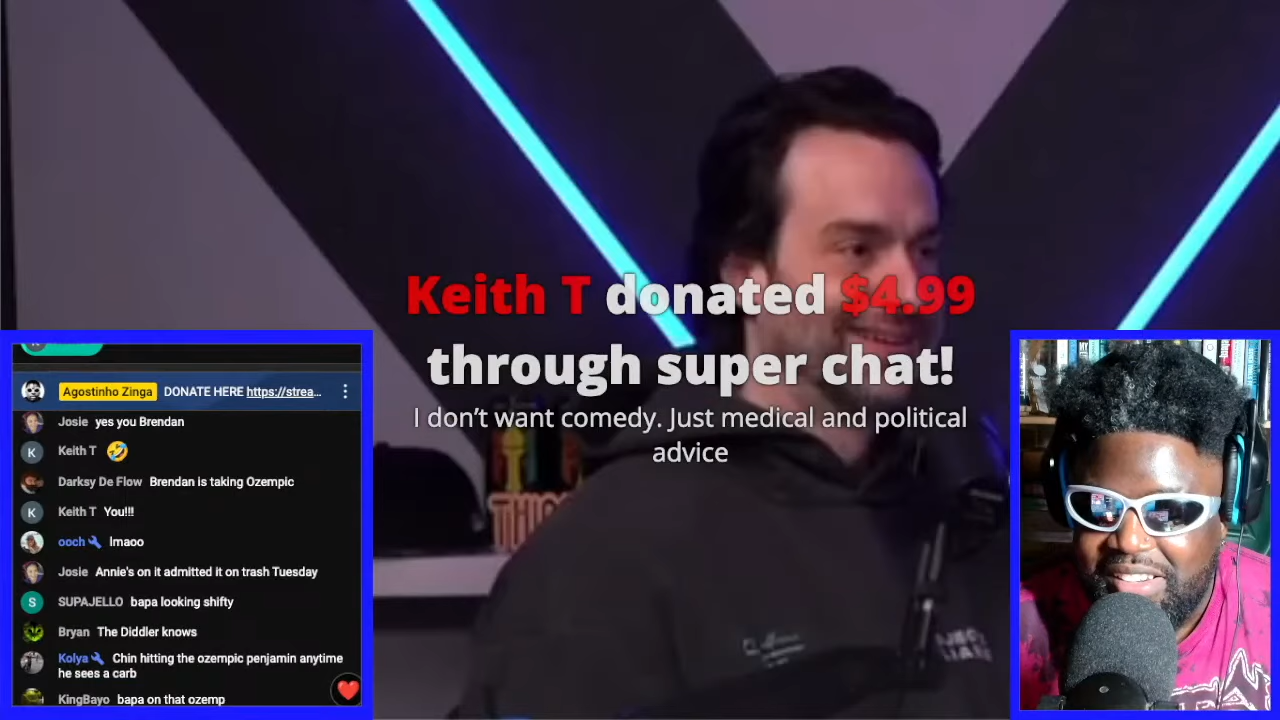 Keith T donated $4.99
through super chat!
I don’t want comedy. Just medical and political
advice
Agostinho Zinga DONATE HERE https://strea...
Josie yes you Brendan
K Keith T 🤣
Darksy De Flow Brendan is taking Ozempic
K Keith T You!!!
ooch lmaoo
Josie Annie's on it admitted it on trash Tuesday
S SUPAJELLO bapa looking shifty
Bryan The Diddler knows
Kolya Chin hitting the ozempic penjamin anytime
he sees a carb
KingBayo bapa on that ozemp